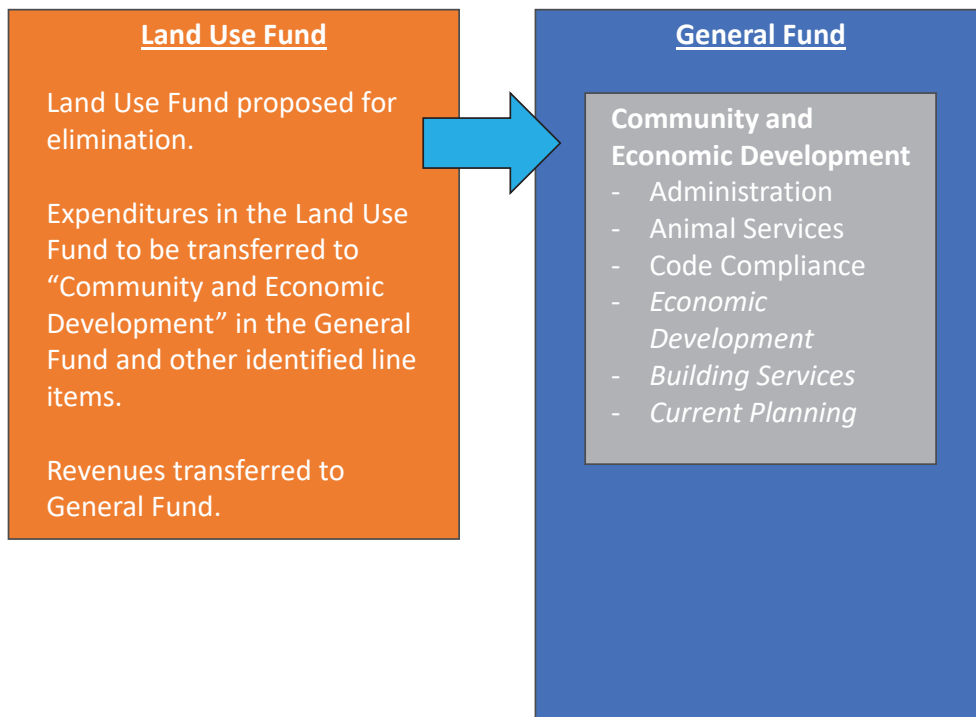 Land Use Fund
Land Use Fund proposed for
elimination.
Expenditures in the Land Use
Fund to be transferred to
“Community and Economic
Development” in the General
Fund and other identified line
items.
Revenues transferred to
General Fund.
General Fund
Community and
Economic Development
- Administration
- Animal Services
- Code Compliance
- Economic
Development
- Building Services
- Current Planning